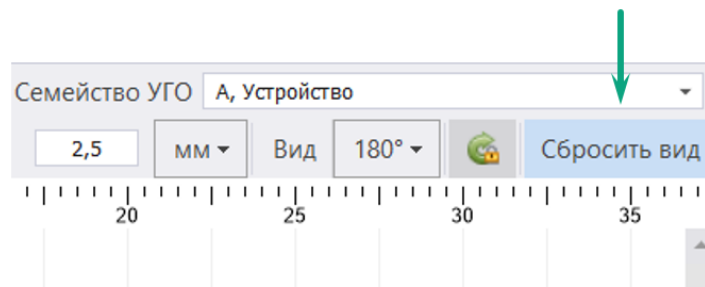 Семейство УГО А, Устройство
2,5 мм Вид 180° Сбросить вид
20 25 30 35